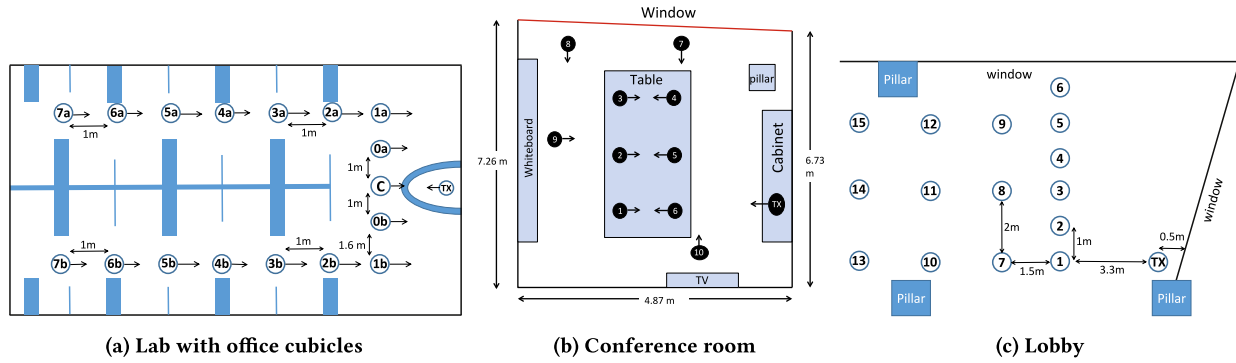 7a
6a
5a
4a
3a
2a
1a
1m
1m
0a
1m
C
TX
1m
0b
1m
1m
1.6 m
7b
6b
5b
4b
3b
2b
1b
(a) Lab with office cubicles
Window
8
7
Table
pillar
3
4
9
Whiteboard
Cabinet
7.26 m
6.73
m
2
5
1
6
TX
10
TV
4.87 m
(b) Conference room
window
Pillar
6
15
12
9
5
4
14
11
8
3
window
2
2m
1m
0.5m
13
10
7
1
TX
1.5m
3.3m
Pillar
Pillar
(c) Lobby